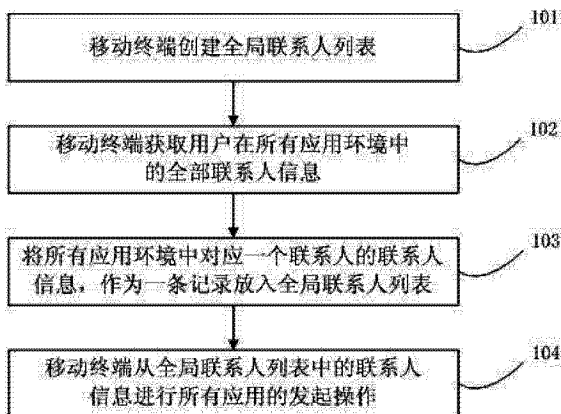 移动终端创建全局联系人列表
101
移动终端获取用户在所有应用环境中
的全部联系人信息
102
将所有应用环境中对应一个联系人的联系人
信息，作为一条记录放入全局联系人列表
103
移动终端从全局联系人列表中的联系人
信息进行所有应用的发起操作
104